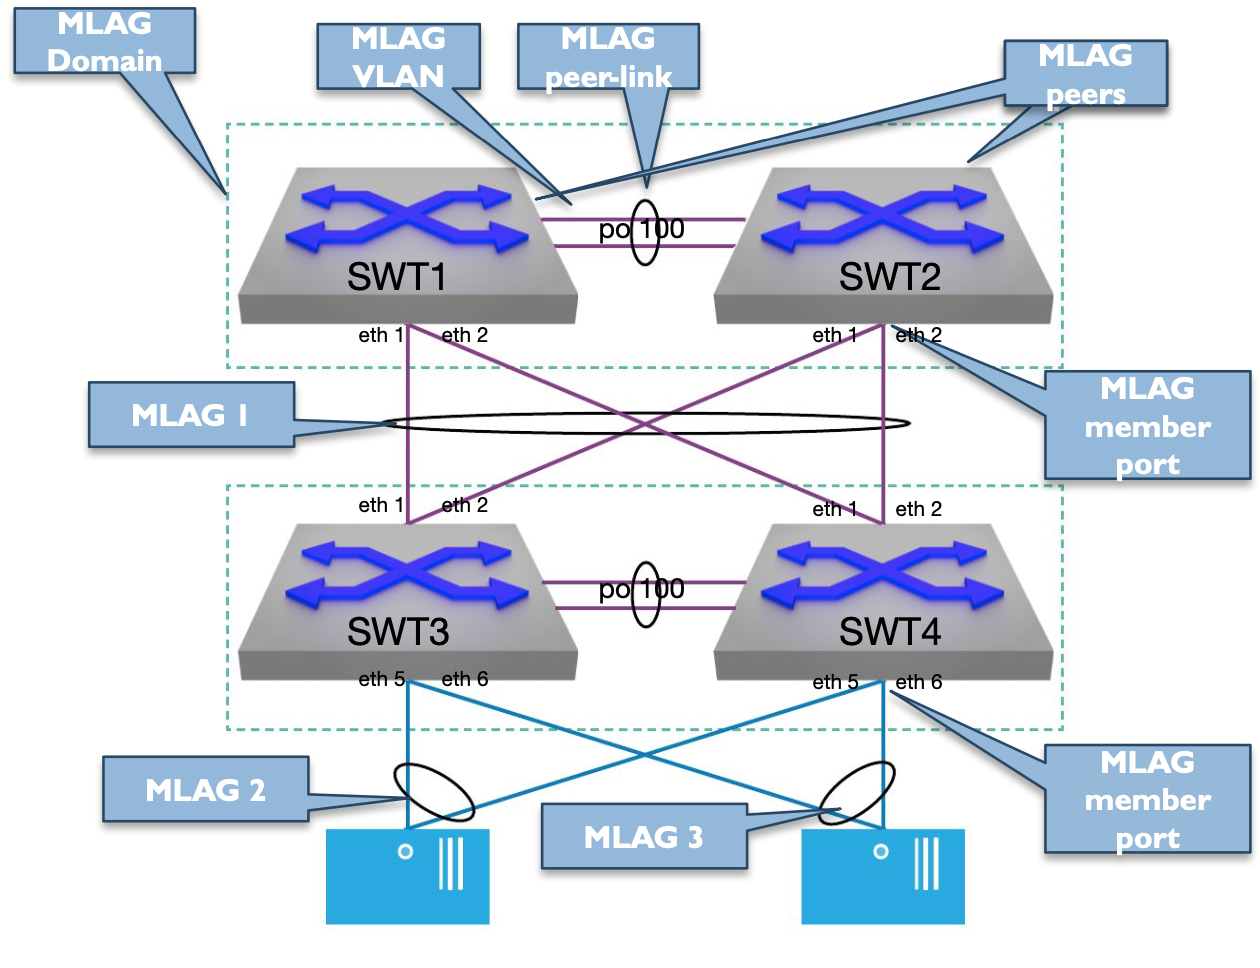 MLAG
Domain
MLAG
VLAN
MLAG
peer-link
MLAG
peers
po 100
SWT1
SWT2
eth 1
eth 2
eth 1
eth 2
MLAG 1
MLAG
member
port
eth 1
eth 2
eth 1
eth 2
po 100
SWT3
SWT4
eth 5
eth 6
eth 5
eth 6
MLAG 2
MLAG 3
MLAG
member
port